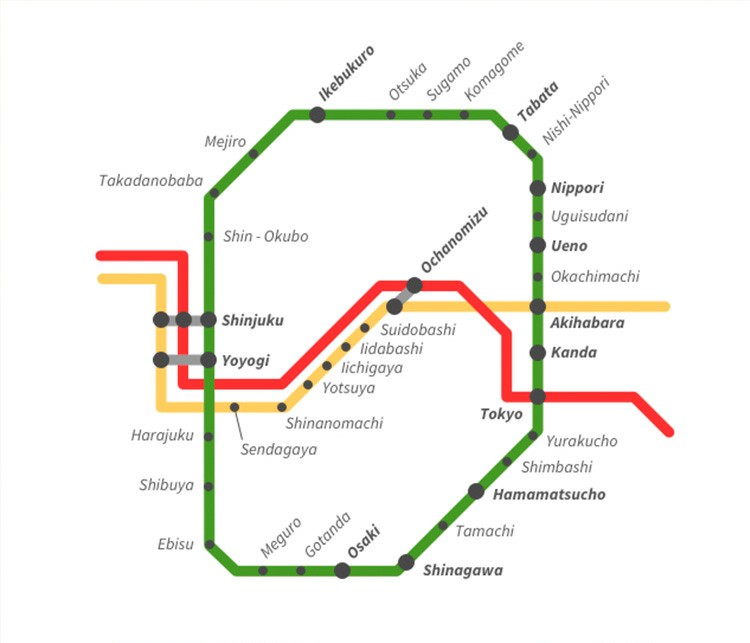 Ikebukuro
Otsuka
Sugamo
Komagome
Tabata
Nishi-Nippori
Mejiro
Takadanobaba
Nippori
Uguisudani
Shin - Okubo
Ueno
Ochanomizu
Okachimachi
Shinjuku
Akihabara
Suidobashi
Iidabashi
Kanda
Yoyogi
Iichigaya
Yotsuya
Tokyo
Shinanomachi
Harajuku
Sendagaya
Yurakucho
Shimbashi
Shibuya
Hamamatsucho
Tamachi
Ebisu
Meguro
Gotanda
Osaki
Shinagawa